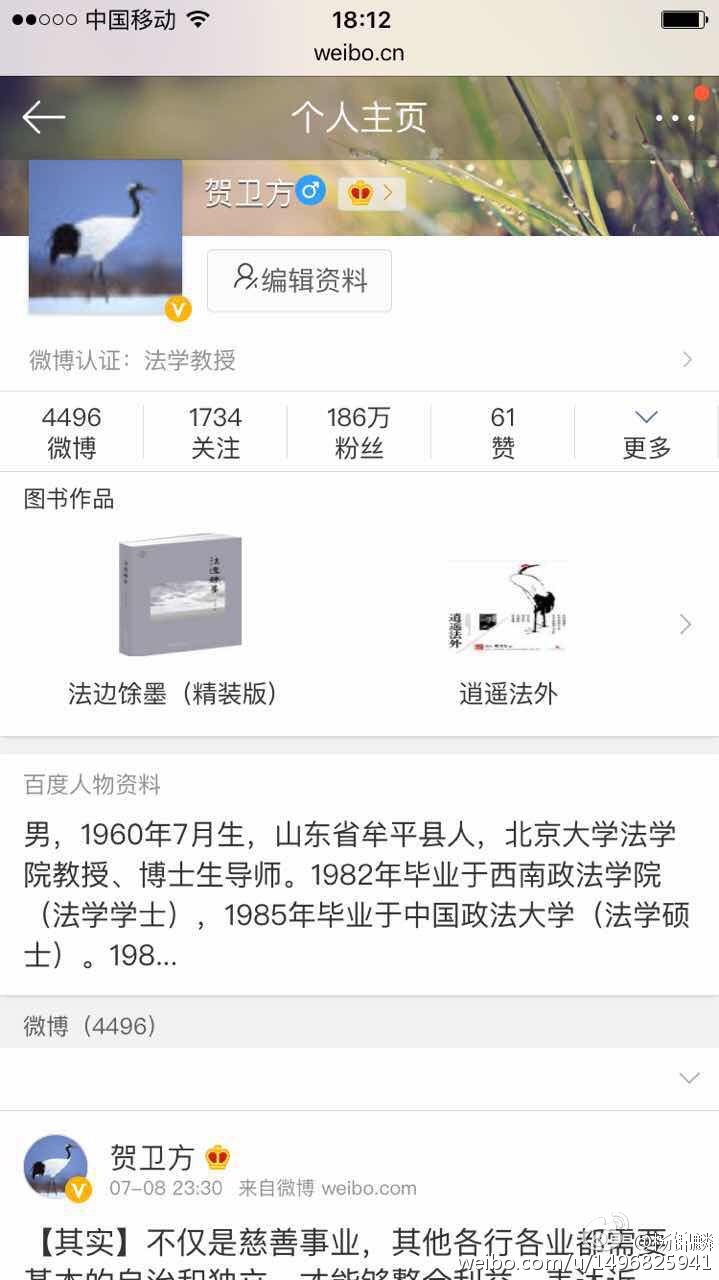 中国移动 18:12
weibo.cn
个人主页
贺卫方
编辑资料
微博认证：法学教授
4496 1734 186万 61
微博 关注 粉丝 赞 更多
图书作品
法边馀墨
逍遥法外
法边馀墨（精装版） 逍遥法外
百度人物资料
男，1960年7月生，山东省牟平县人，北京大学法学
院教授、博士生导师。1982年毕业于西南政法学院
（法学学士），1985年毕业于中国政法大学（法学硕
士）。198...
微博（4496）
贺卫方
07-08 23:30 来自微博 weibo.com
【其实】不仅是慈善事业，其他各行各业都需要
@杨锦麟
基本的自治和独立，才能够整合利益，表达诉
weibo.com/u/1496825941